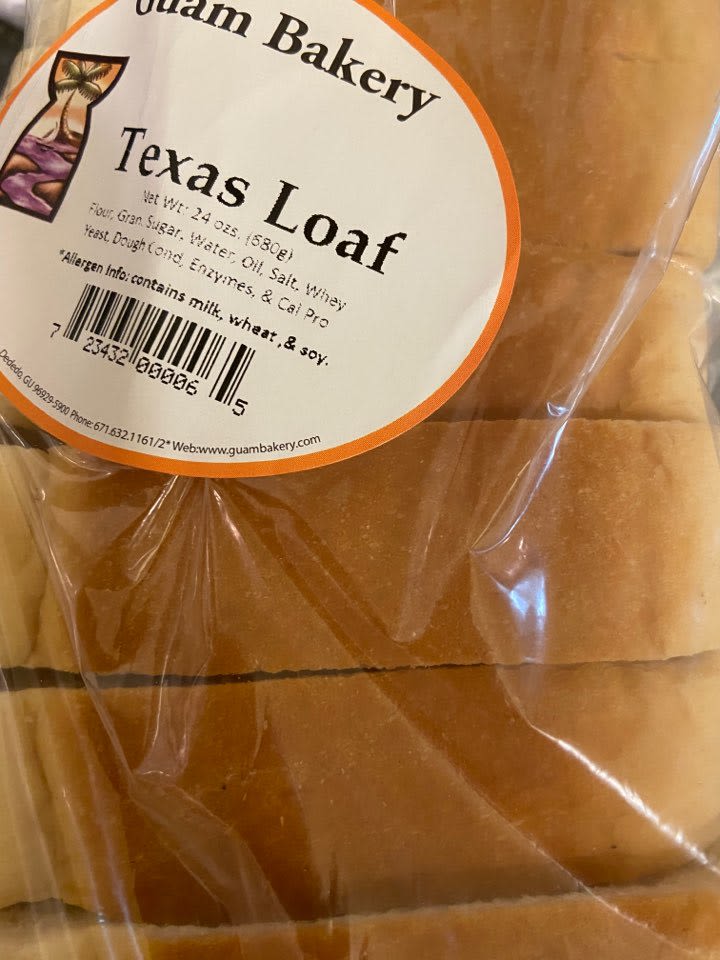 Guam Bakery
Texas Loaf
Net Wt: 24 ozs. (680g)
Flour, Gran Sugar, Water, Oil, Salt, Whey
Yeast, Dough Cond, Enzymes, & Cal Pro
*Allergen Info: contains milk, wheat ,& soy.
7 23432 00006 5
Dededo, GU 96929-5900 Phone: 671.632.1161/2* Web:www.guambakery.com